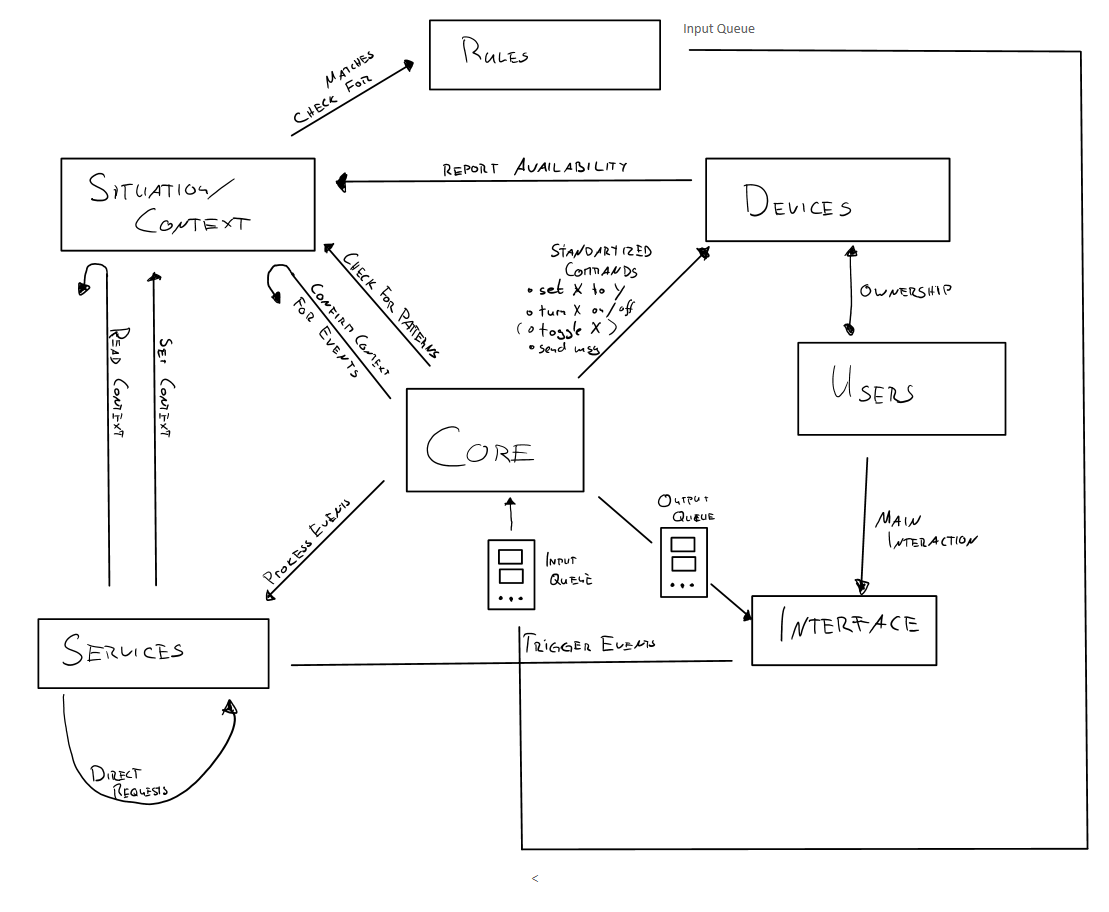 Input Queue
RULES
MATCHES
CHECK FOR
REPORT AVAILABILITY
SITUATION/
CONTEXT
DEVICES
STANDARTIZED
COMMANDS
• set X to Y
• turn X on/off
(• toggle X)
• send msg
CHECK FOR PATTERNS
CONFIRM CONTEXT
FOR EVENTS
OWNERSHIP
READ CONTEXT
SET CONTEXT
USERS
CORE
PROCESS EVENTS
OUTPUT
QUEUE
MAIN
INTERACTION
INPUT
QUEUE
INTERFACE
SERVICES
TRIGGER EVENTS
DIRECT
REQUESTS
<